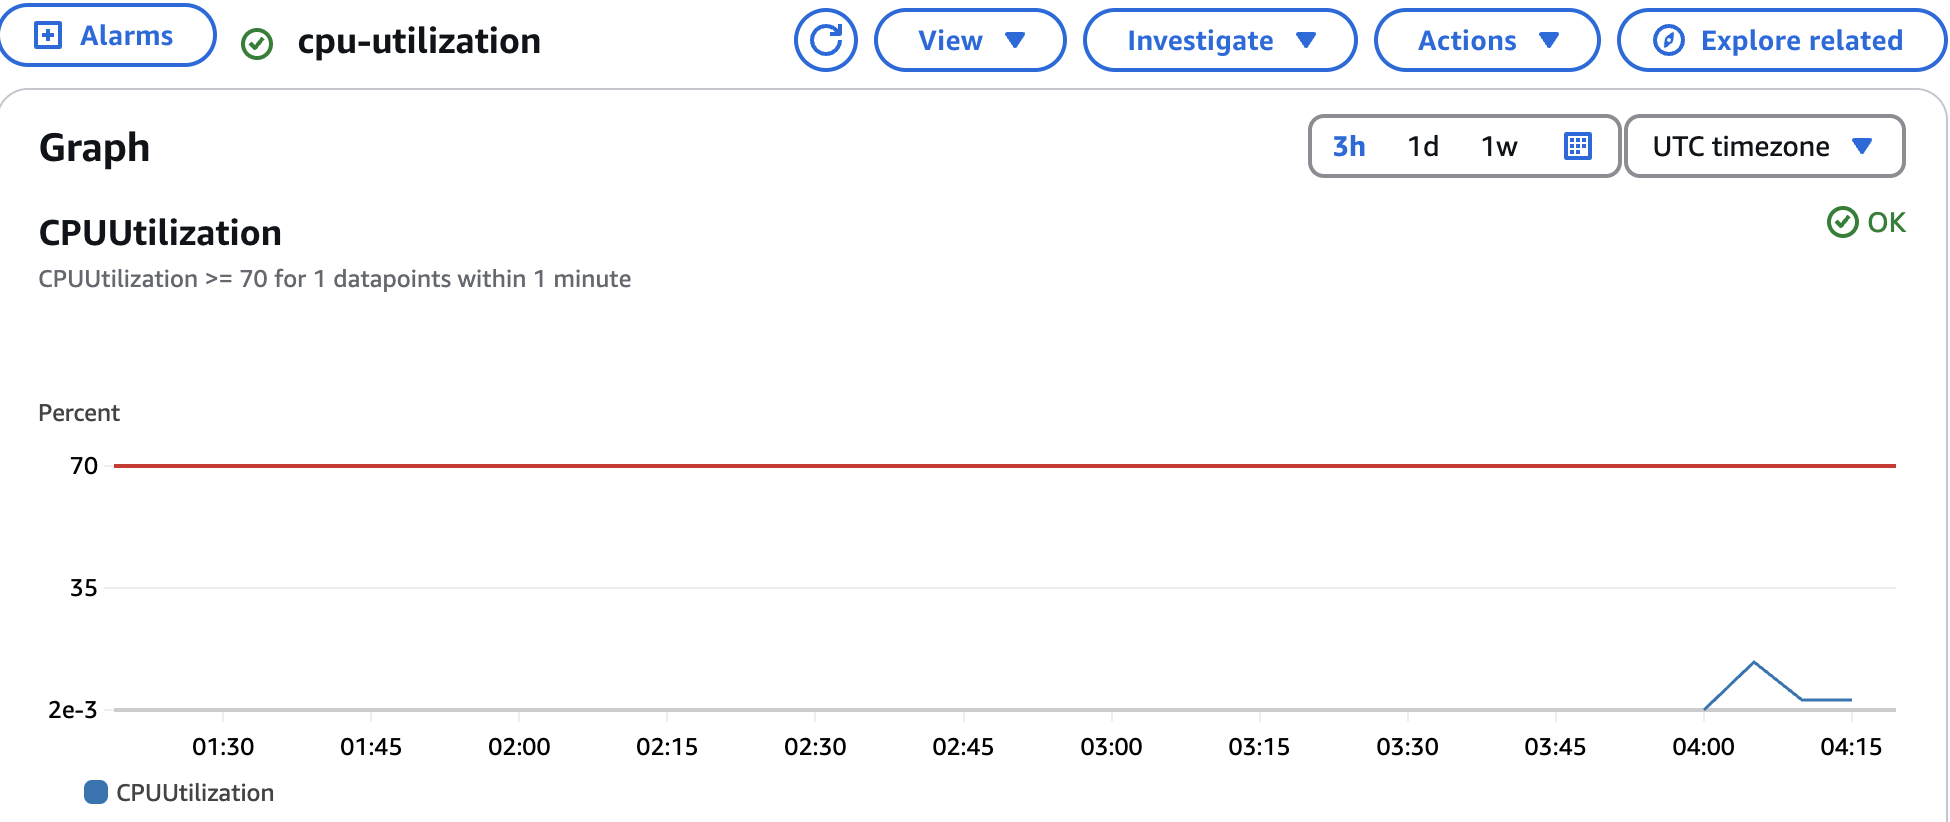 Alarms
cpu-utilization
View
Investigate
Actions
Explore related
Graph
3h 1d 1w
UTC timezone
CPUUtilization
OK
CPUUtilization >= 70 for 1 datapoints within 1 minute
Percent
70
35
2e-3
01:30 01:45 02:00 02:15 02:30 02:45 03:00 03:15 03:30 03:45 04:00 04:15
CPUUtilization